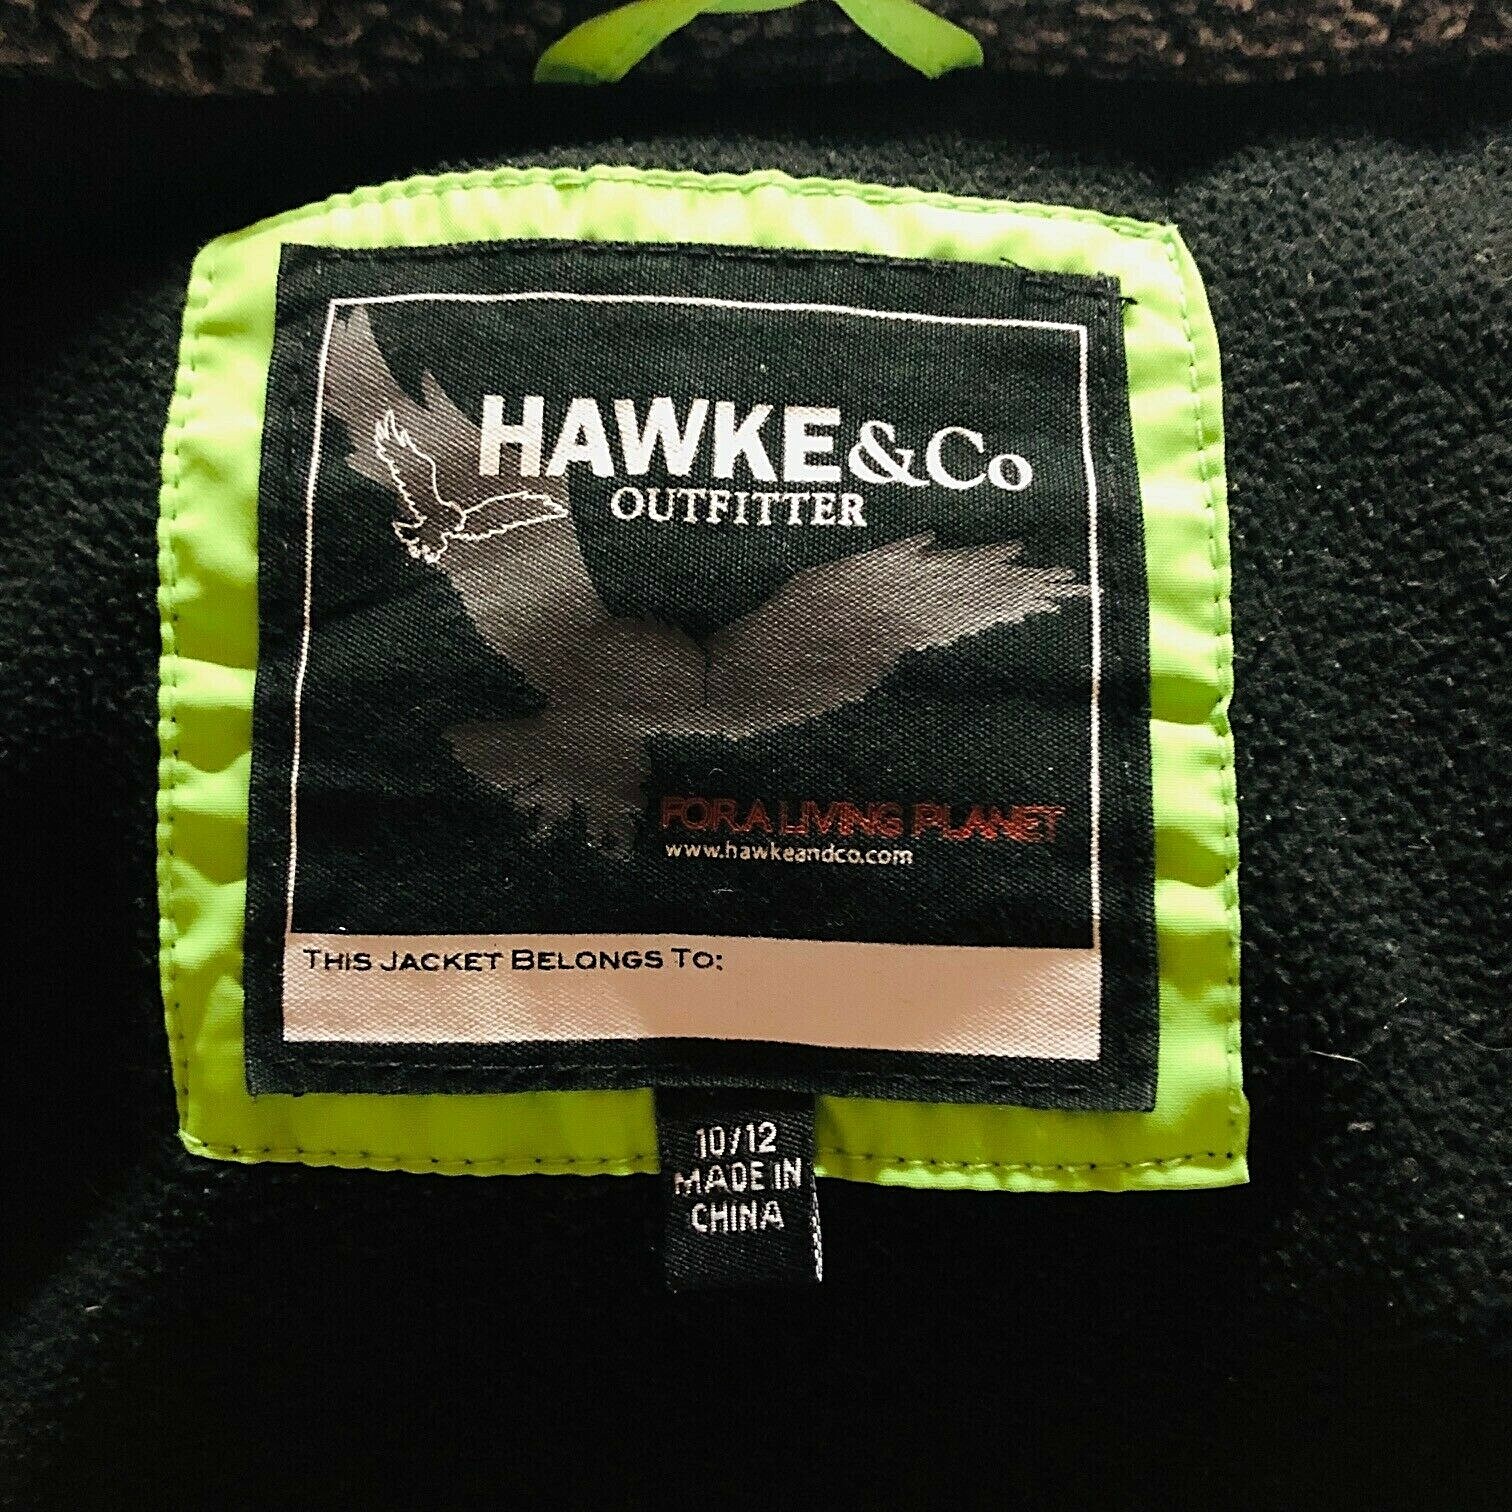 HAWKE&Co
OUTFITTER
FOR A LIVING PLANET
www.hawkeandco.com
THIS JACKET BELONGS TO:
10/12
MADE IN
CHINA